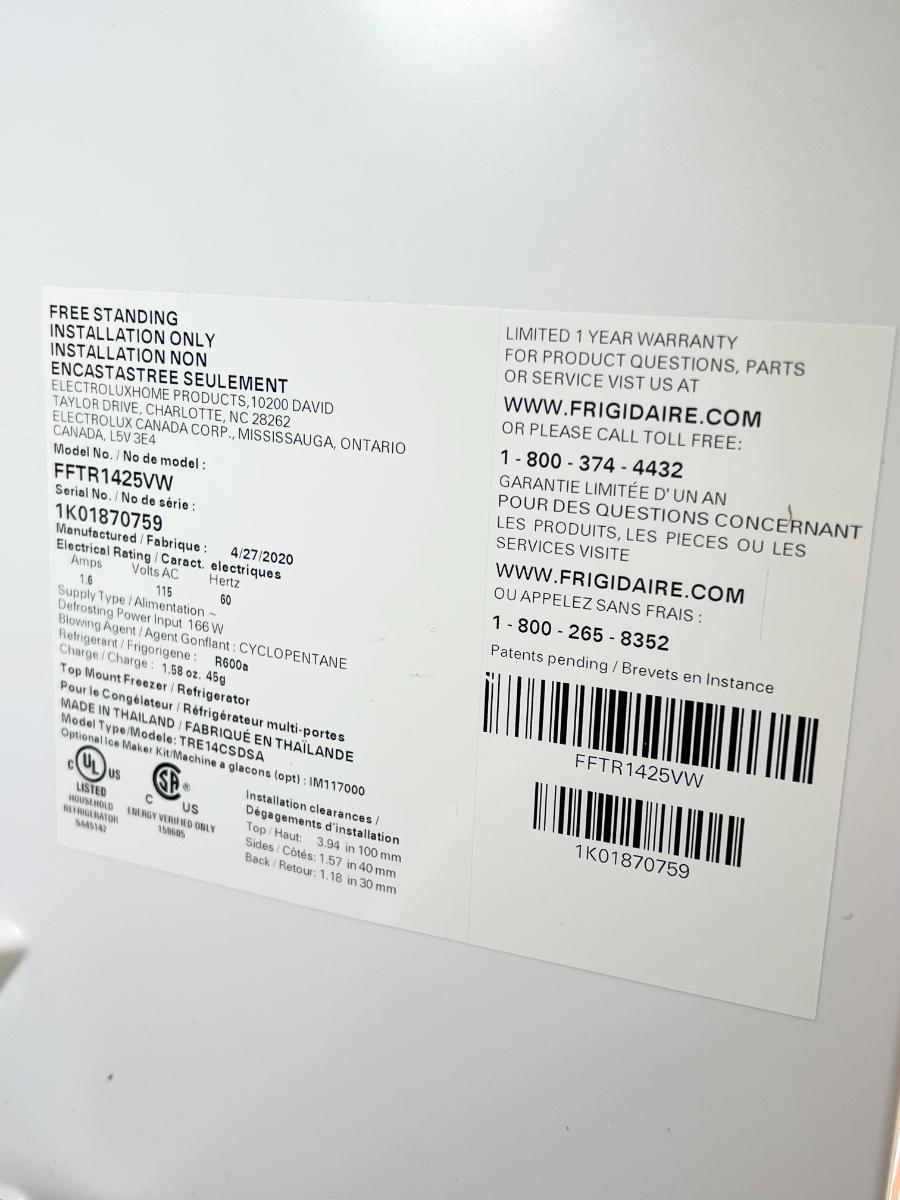 FREE STANDING
INSTALLATION ONLY
INSTALLATION NON
ENCASTASTREE SEULEMENT
ELECTROLUXHOME PRODUCTS,10200 DAVID
TAYLOR DRIVE, CHARLOTTE, NC 28262
ELECTROLUX CANADA CORP., MISSISSAUGA, ONTARIO
CANADA, L5V 3E4
Model No. / No de model :
FFTR1425VW
Serial No. / No de série :
1K01870759
Manufactured / Fabrique : 4/27/2020
Electrical Rating / Caract. electriques
Amps Volts AC Hertz
1.6 115 60
Supply Type / Alimentation ~
Defrosting Power Input 166 W
Blowing Agent / Agent Gonflant : CYCLOPENTANE
Refrigerant / Frigorigene : R600a
Charge / Charge : 1.58 oz. 45g
Top Mount Freezer / Refrigerator
Pour le Congélateur / Réfrigérateur multi-portes
MADE IN THAILAND / FABRIQUÉ EN THAÏLANDE
Model Type/Modele: TRE14CSDSA
Optional Ice Maker Kit/Machine a glacons (opt) : IM117000
C UL US
LISTED
HOUSEHOLD
REFRIGERATOR
SA45142
SA ®
C US
ENERGY VERIFIED ONLY
159605
Installation clearances /
Dégagements d'installation
Top / Haut: 3.94 in 100 mm
Sides / Côtés: 1.57 in 40 mm
Back / Retour: 1.18 in 30 mm
LIMITED 1 YEAR WARRANTY
FOR PRODUCT QUESTIONS, PARTS
OR SERVICE VIST US AT
WWW.FRIGIDAIRE.COM
OR PLEASE CALL TOLL FREE:
1 - 800 - 374 - 4432
GARANTIE LIMITÉE D' UN AN
POUR DES QUESTIONS CONCERNANT
LES PRODUITS, LES PIECES OU LES
SERVICES VISITE
WWW.FRIGIDAIRE.COM
OU APPELEZ SANS FRAIS :
1 - 800 - 265 - 8352
Patents pending / Brevets en Instance
FFTR1425VW
1K01870759